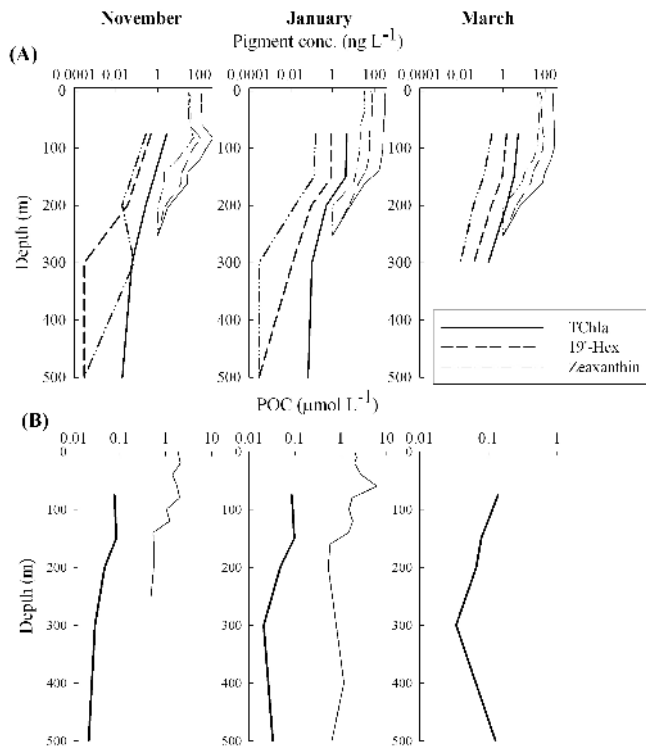 November January March
Pigment conc. (ng L-1)
(A)
0.0001 0.01 1 100 0.0001 0.01 1 100 0.0001 0.01 1 100
0
100
200
300
400
500
Depth (m)
TChla
19'-Hex
Zeaxanthin
POC (µmol L-1)
(B)
0.01 0.1 1 10 0.01 0.1 1 10 0.01 0.1 1
0
100
200
300
400
500
Depth (m)